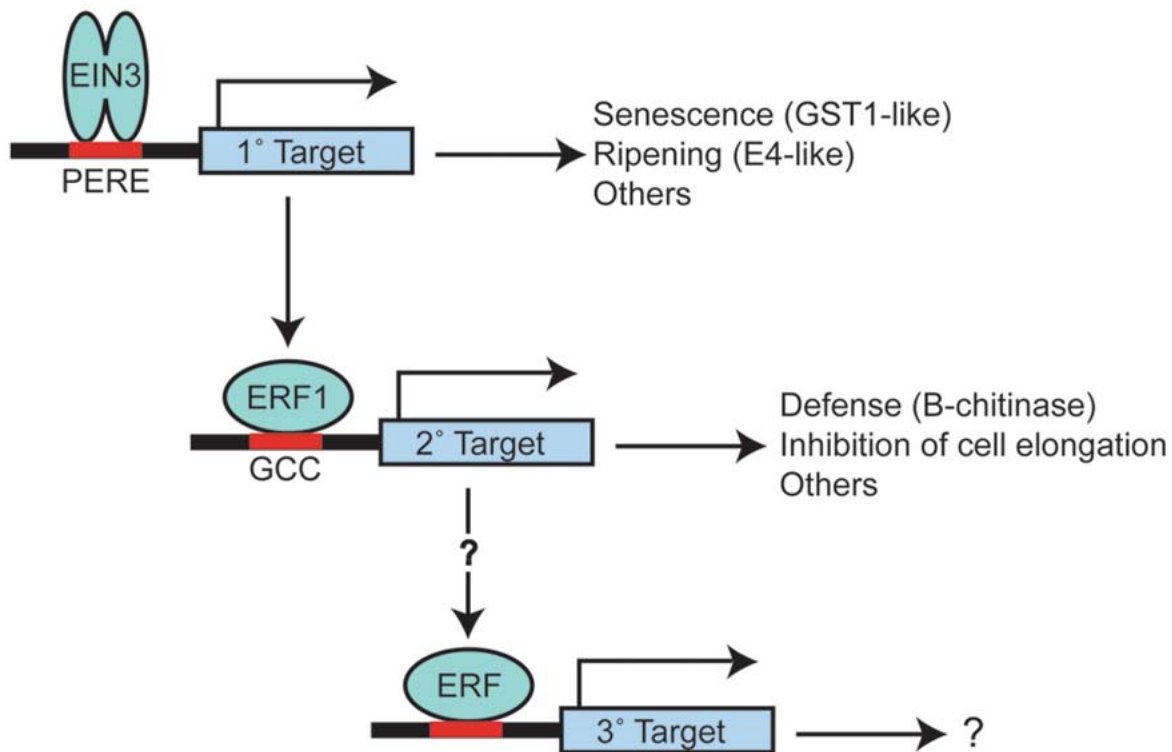 EIN3
1° Target
PERE
Senescence (GST1-like)
Ripening (E4-like)
Others
ERF1
2° Target
GCC
Defense (B-chitinase)
Inhibition of cell elongation
Others
?
ERF
3° Target
?